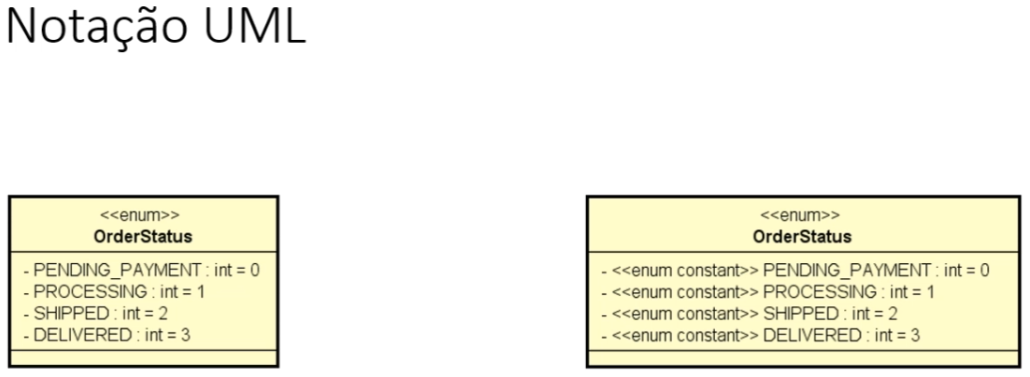 Notação UML
<<enum>>
OrderStatus
- PENDING_PAYMENT : int = 0
- PROCESSING : int = 1
- SHIPPED : int = 2
- DELIVERED : int = 3
<<enum>>
OrderStatus
- <<enum constant>> PENDING_PAYMENT : int = 0
- <<enum constant>> PROCESSING : int = 1
- <<enum constant>> SHIPPED : int = 2
- <<enum constant>> DELIVERED : int = 3